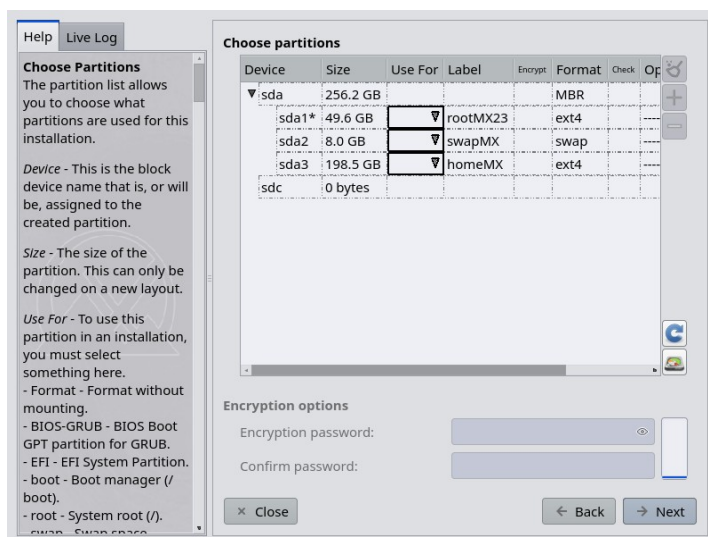 Help
Live Log
Choose Partitions
The partition list allows
you to choose what
partitions are used for this
installation.
Device - This is the block
device name that is, or will
be, assigned to the
created partition.
Size - The size of the
partition. This can only be
changed on a new layout.
Use For - To use this
partition in an installation,
you must select
something here.
- Format - Format without
mounting.
- BIOS-GRUB - BIOS Boot
GPT partition for GRUB.
- EFI - EFI System Partition.
- boot - Boot manager (/
boot).
- root - System root (/).
- swap - Swap space.
Choose partitions
Device Size Use For Label Encrypt Format Check Op
sda 256.2 GB MBR
sda1* 49.6 GB rootMX23 ext4 ----
sda2 8.0 GB swapMX swap ----
sda3 198.5 GB homeMX ext4 ----
sdc 0 bytes
Encryption options
Encryption password:
Confirm password:
Close
Back
Next